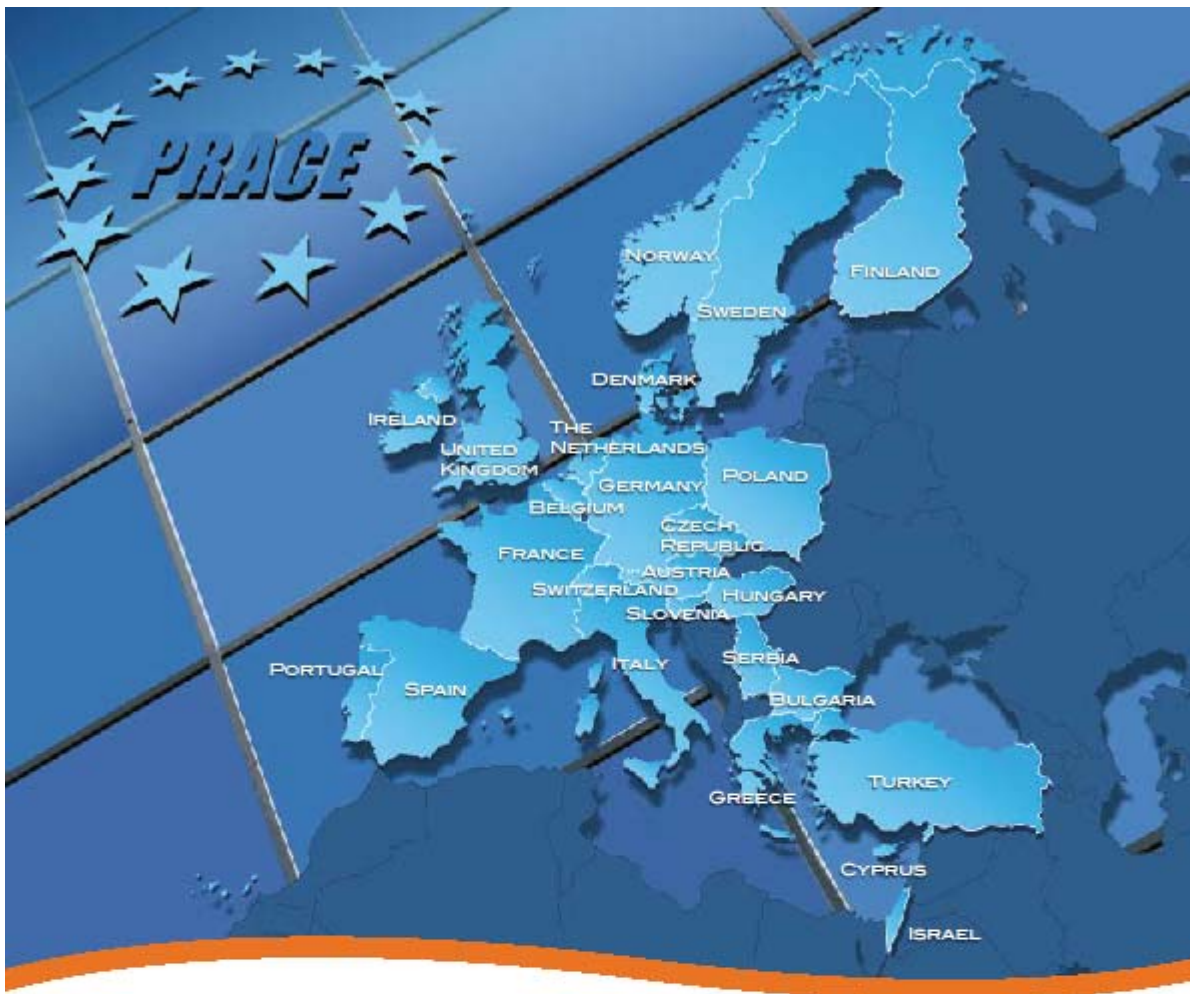 PRACE
NORWAY
FINLAND
SWEDEN
DENMARK
IRELAND
THE
NETHERLANDS
UNITED
KINGDOM
POLAND
GERMANY
BELGIUM
CZECH
REPUBLIC
FRANCE
AUSTRIA
SWITZERLAND
HUNGARY
SLOVENIA
PORTUGAL
SPAIN
ITALY
SERBIA
BULGARIA
TURKEY
GREECE
CYPRUS
ISRAEL